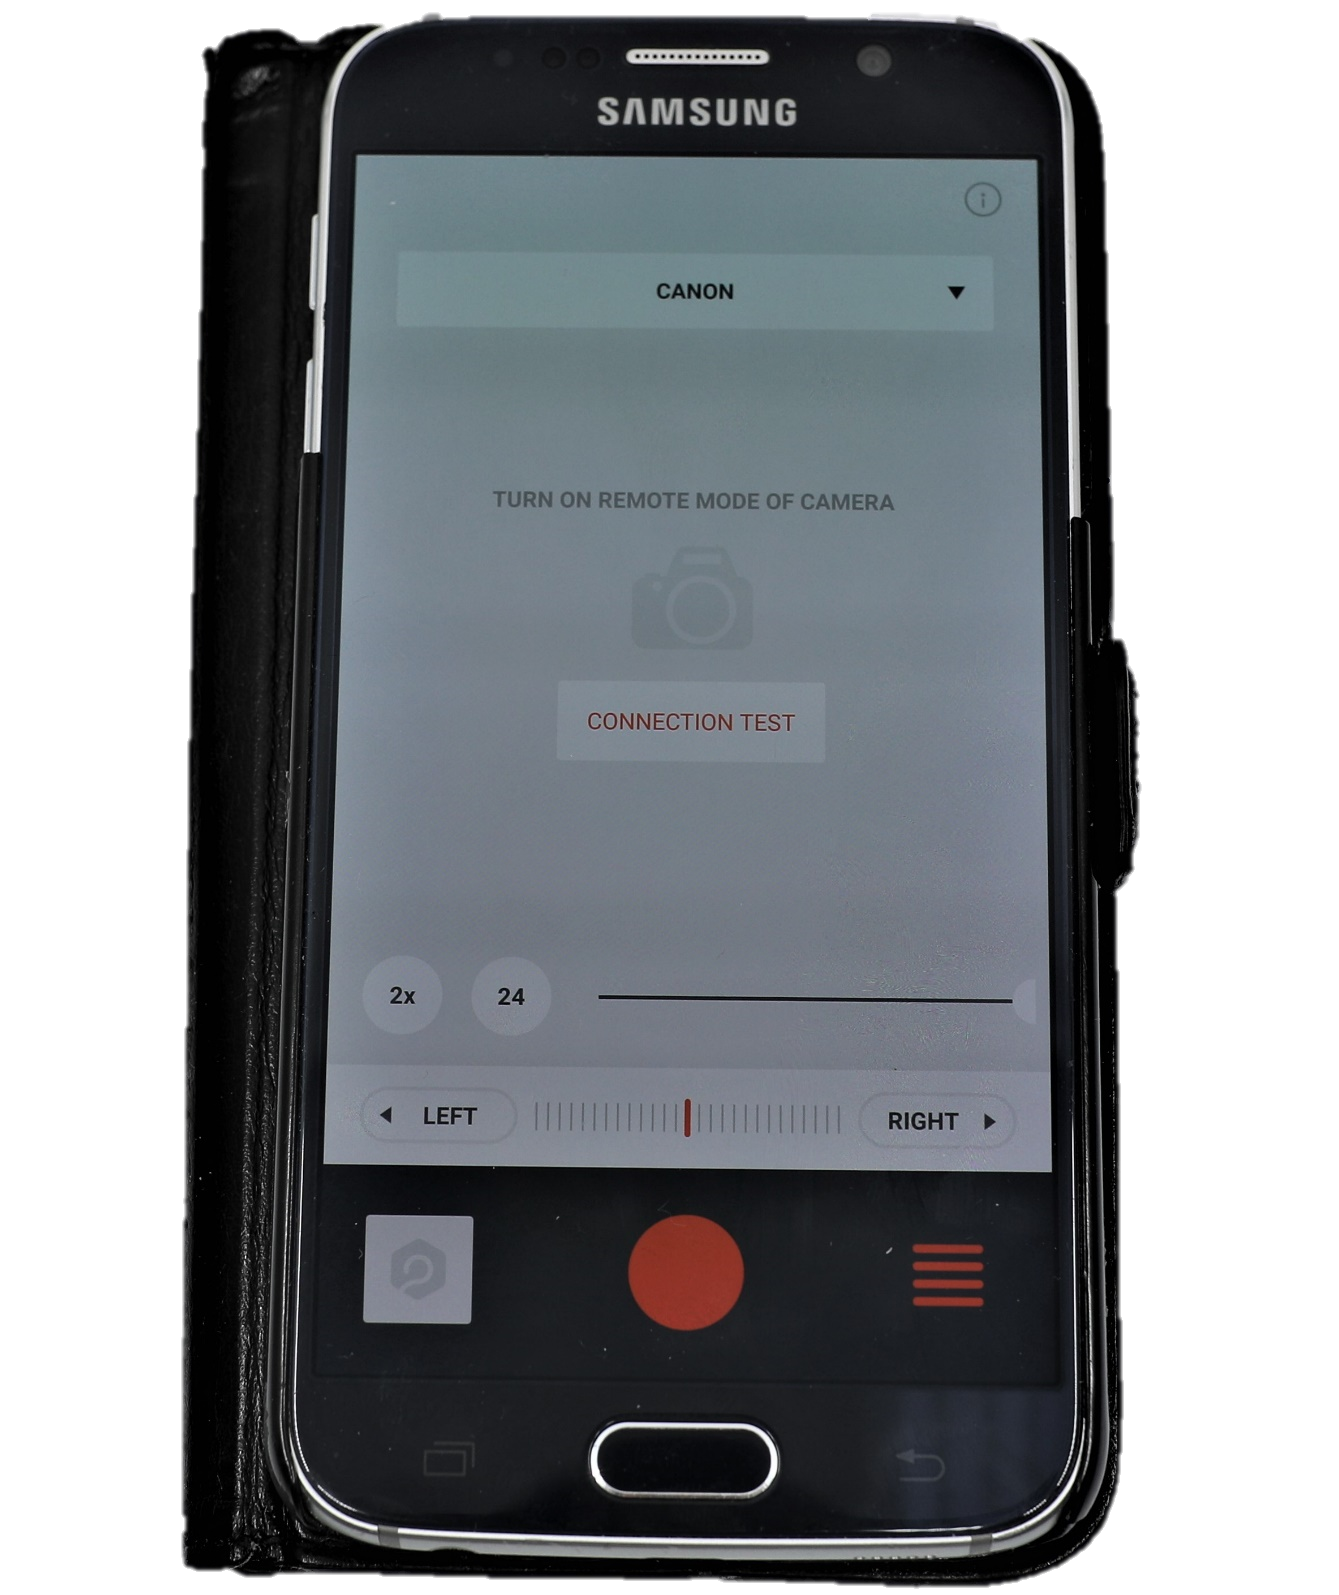 SAMSUNG
CANON
TURN ON REMOTE MODE OF CAMERA
CONNECTION TEST
2x
24
LEFT
RIGHT